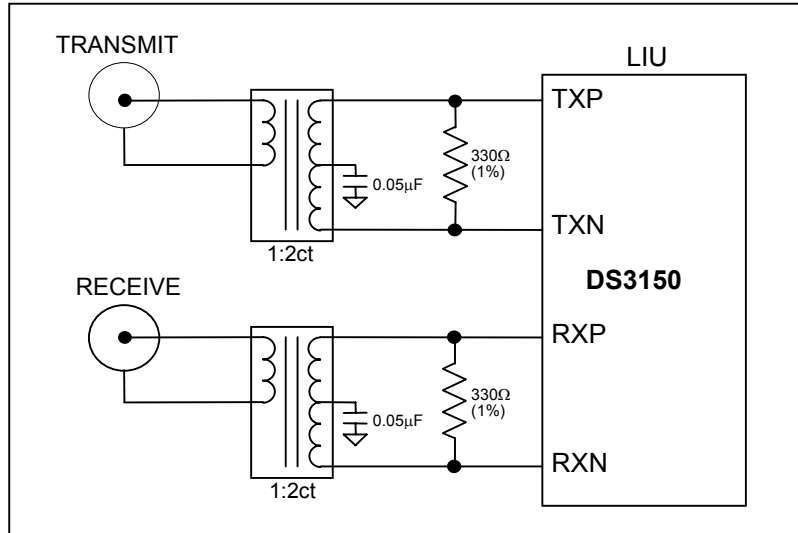 TRANSMIT
LIU
TXP
330Ω
(1%)
0.05µF
TXN
1:2ct
DS3150
RECEIVE
RXP
330Ω
(1%)
0.05µF
RXN
1:2ct